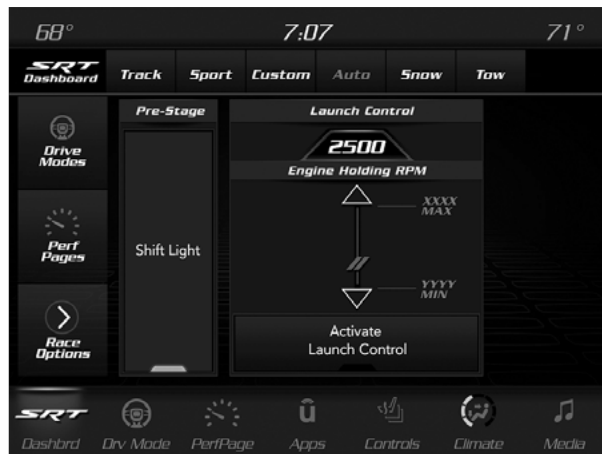 68° 7:07 71°
SRT
Dashboard Track Sport Custom Auto Snow Tow
Pre-Stage Launch Control
Drive
Modes
2500
Engine Holding RPM
XXXX
MAX
Perf
Pages
Shift Light
YYYY
MIN
Race
Options
Activate
Launch Control
SRT
Dashbrd Drv Mode PerfPage Apps Controls Climate Media